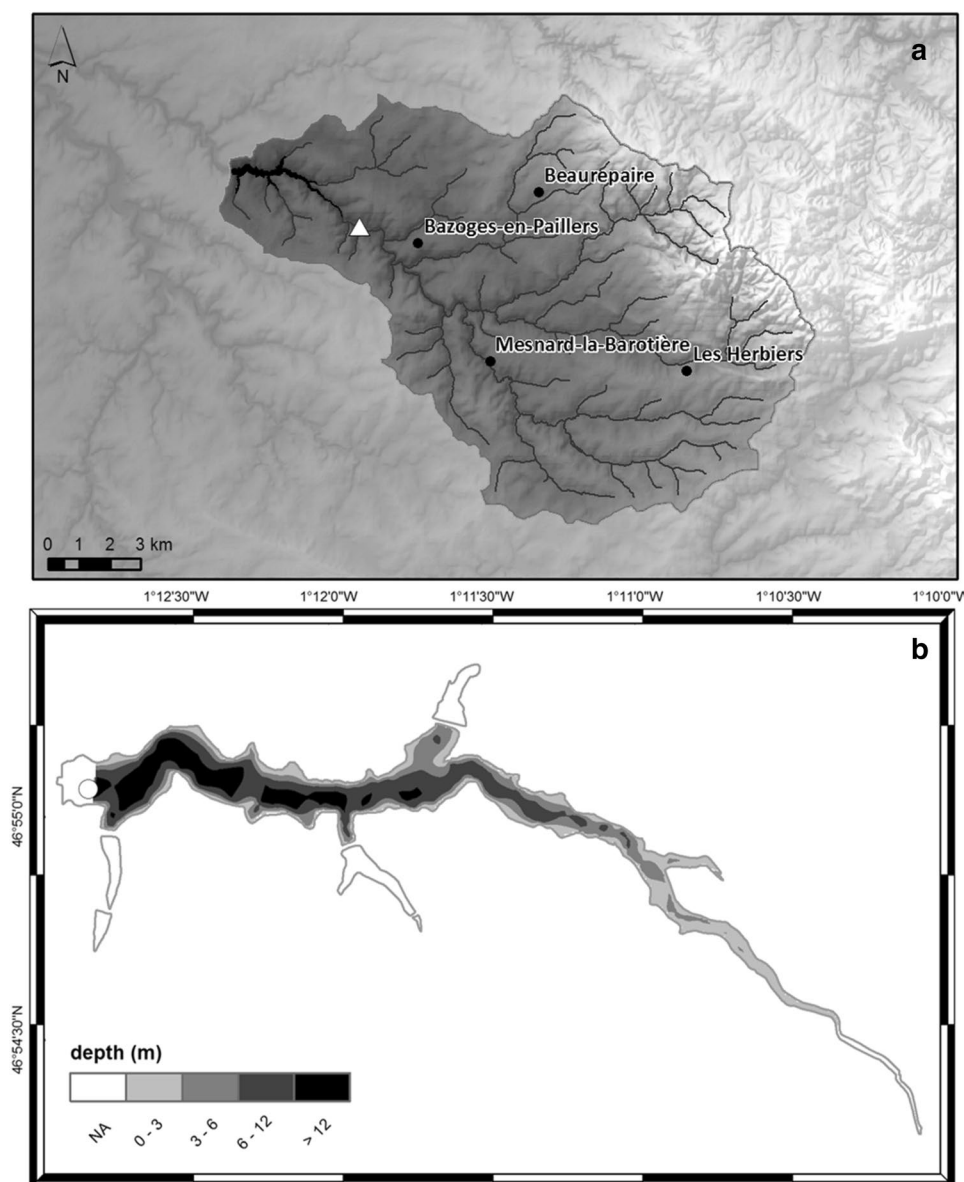 a
N
Beaurepaire
Bazoges-en-Paillers
Mesnard-la-Barotière
Les Herbiers
0 1 2 3 km
1°12'30"W 1°12'0"W 1°11'30"W 1°11'0"W 1°10'30"W 1°10'0"W
b
46°55'0"N
46°54'30"N
depth (m)
NA 0 - 3 3 - 6 6 - 12 > 12